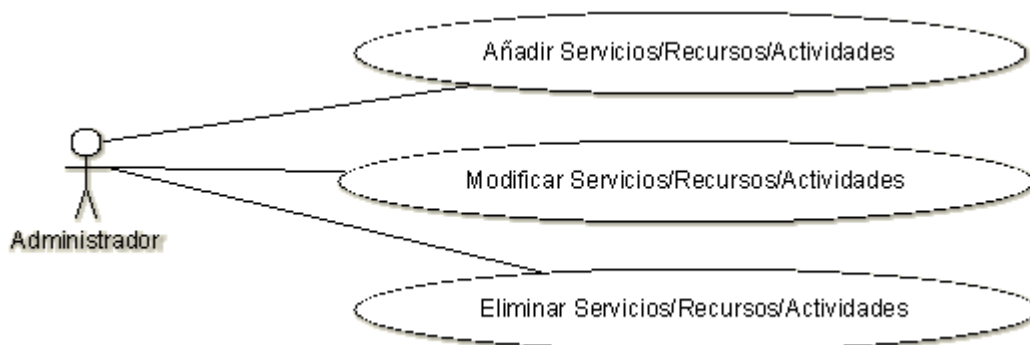 Añadir Servicios/Recursos/Actividades
Modificar Servicios/Recursos/Actividades
Administrador
Eliminar Servicios/Recursos/Actividades